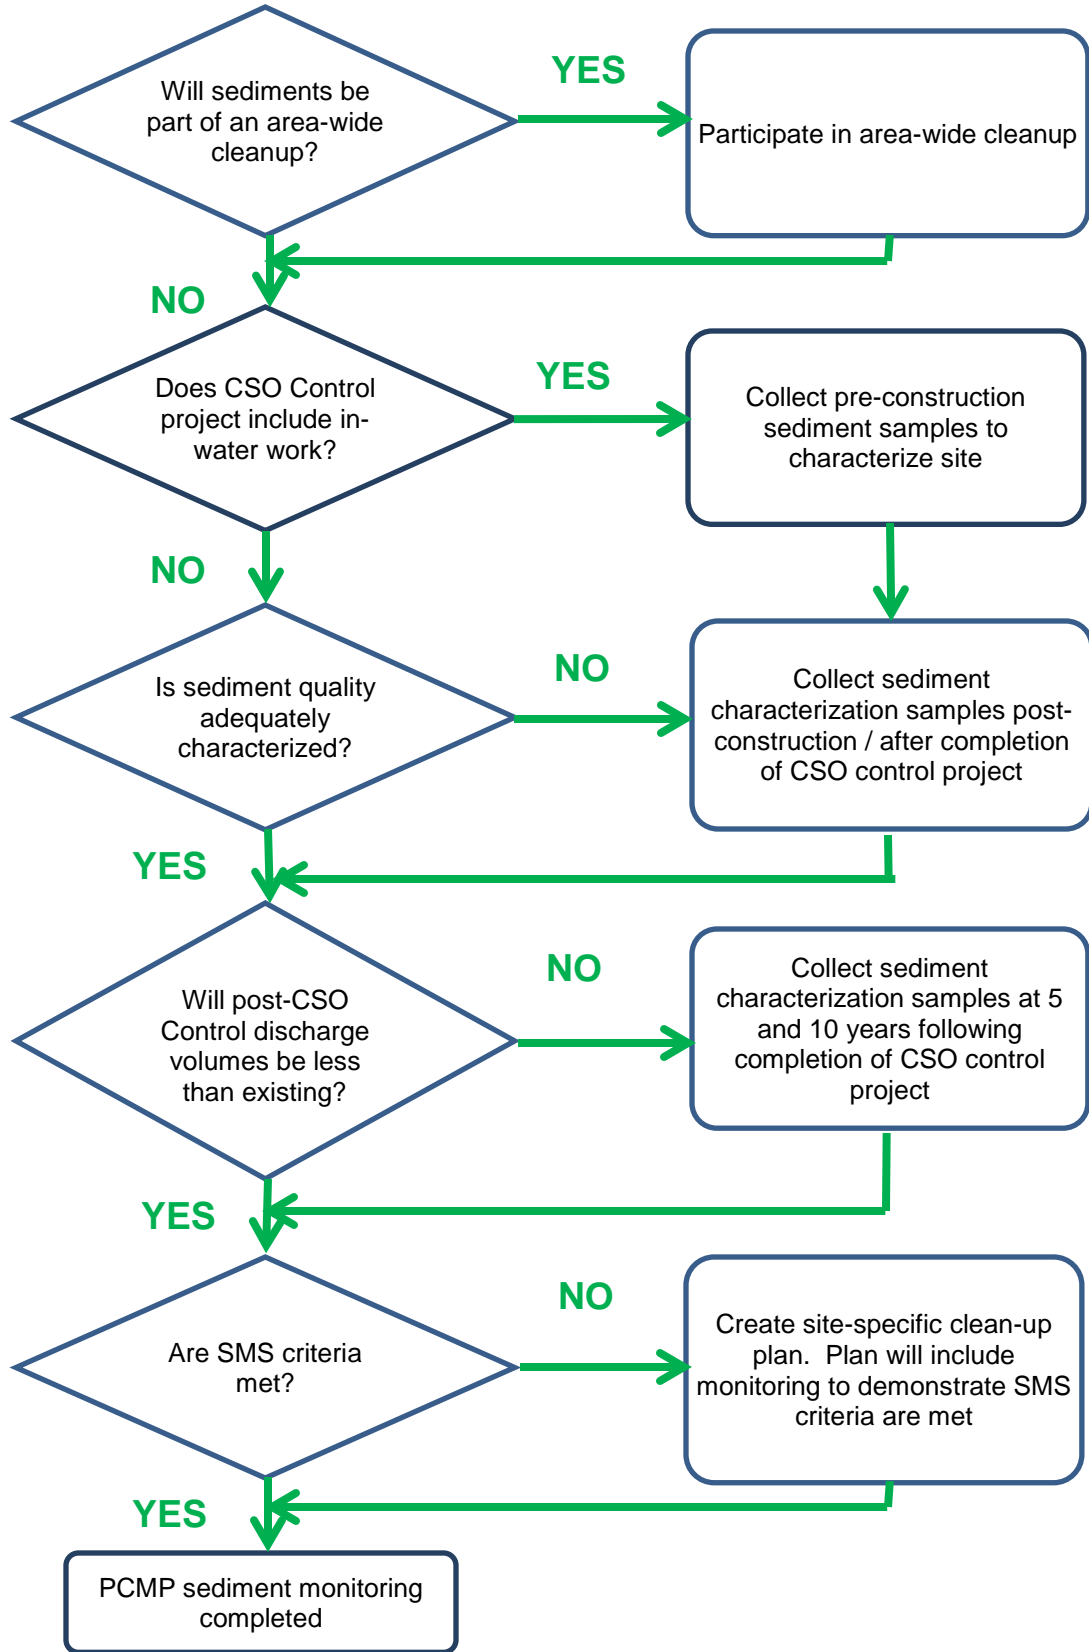 Will sediments be
part of an area-wide
cleanup?
YES
Participate in area-wide cleanup
NO
Does CSO Control
project include in-
water work?
YES
Collect pre-construction
sediment samples to
characterize site
NO
Is sediment quality
adequately
characterized?
NO
Collect sediment
characterization samples post-
construction / after completion
of CSO control project
YES
Will post-CSO
Control discharge
volumes be less
than existing?
NO
Collect sediment
characterization samples at 5
and 10 years following
completion of CSO control
project
YES
Are SMS criteria
met?
NO
Create site-specific clean-up
plan.  Plan will include
monitoring to demonstrate SMS
criteria are met
YES
PCMP sediment monitoring
completed